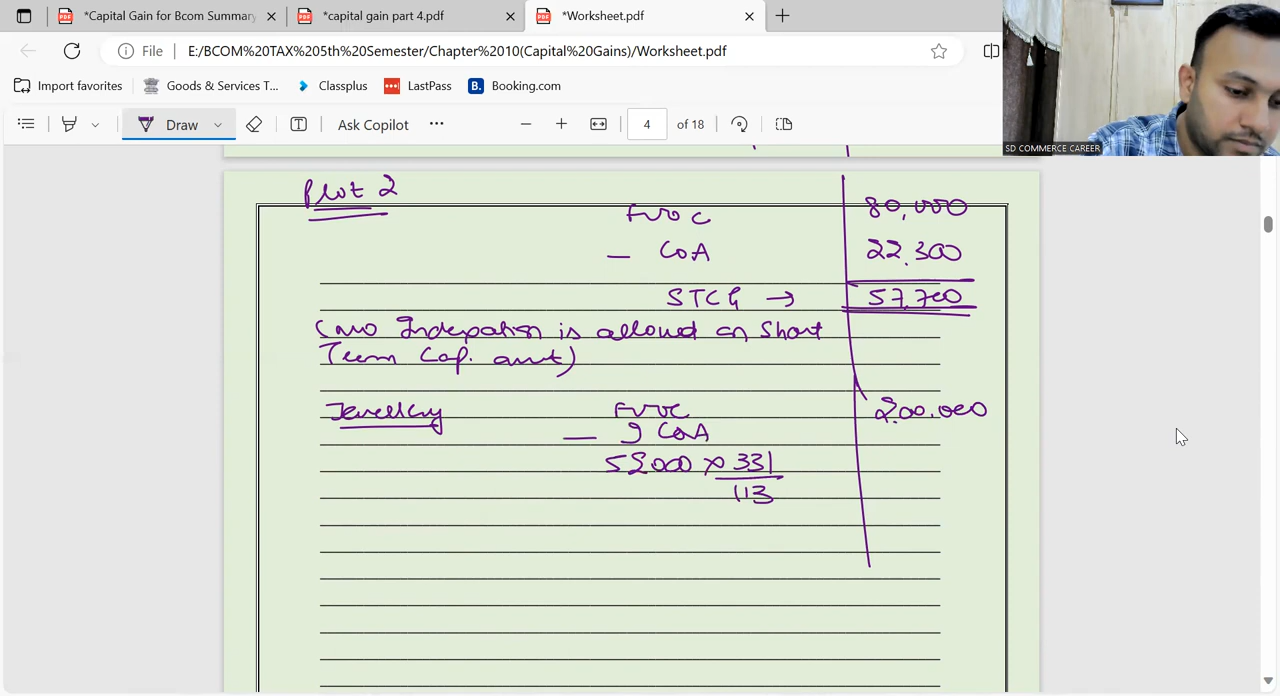 *Capital Gain for Bcom Summary
*capital gain part 4.pdf
*Worksheet.pdf
File E:/BCOM%20TAX%205th%20Semester/Chapter%2010(Capital%20Gains)/Worksheet.pdf
Import favorites Goods & Services T... Classplus LastPass Booking.com
Draw Ask Copilot 4 of 18
SD COMMERCE CAREER
Plot 2
FVOC 80,000
— CoA 22,300
STCG → 57,700
(No Indexation is allowed on Short
Term Cap. asset)
Jewellery FVOC 200,000
— I CoA
52000 × 331
113